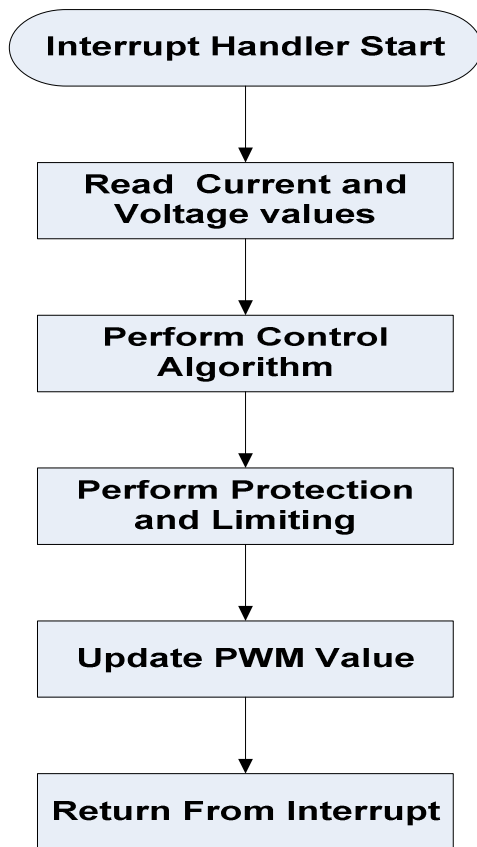 Interrupt Handler Start
Read  Current and
Voltage values
Perform Control
Algorithm
Perform Protection
and Limiting
Update PWM Value
Return From Interrupt